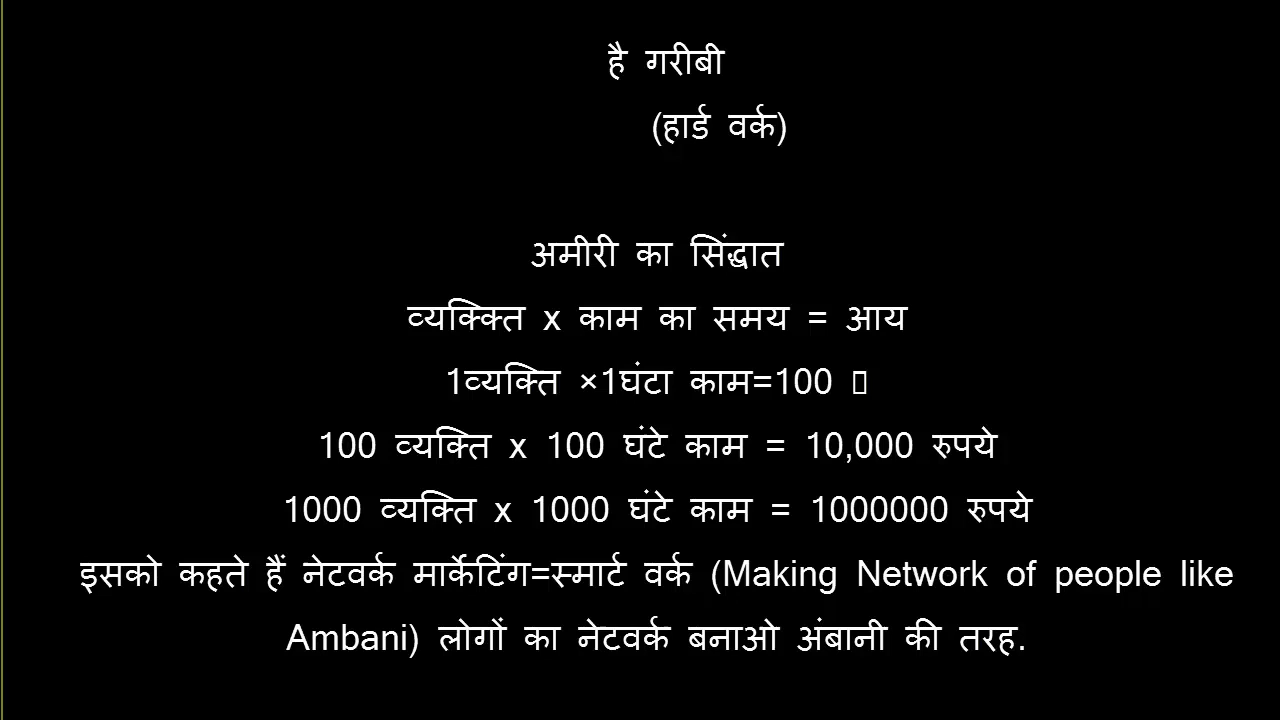 है गरीबी
(हार्ड वर्क)
अमीरी का सिंद्धात
व्यक्क्ति x काम का समय = आय
1व्यक्ति ×1घंटा काम=100
100 व्यक्ति x 100 घंटे काम = 10,000 रुपये
1000 व्यक्ति x 1000 घंटे काम = 1000000 रुपये
इसको कहते हैं नेटवर्क मार्केटिंग=स्मार्ट वर्क (Making Network of people like
Ambani) लोगों का नेटवर्क बनाओ अंबानी की तरह.